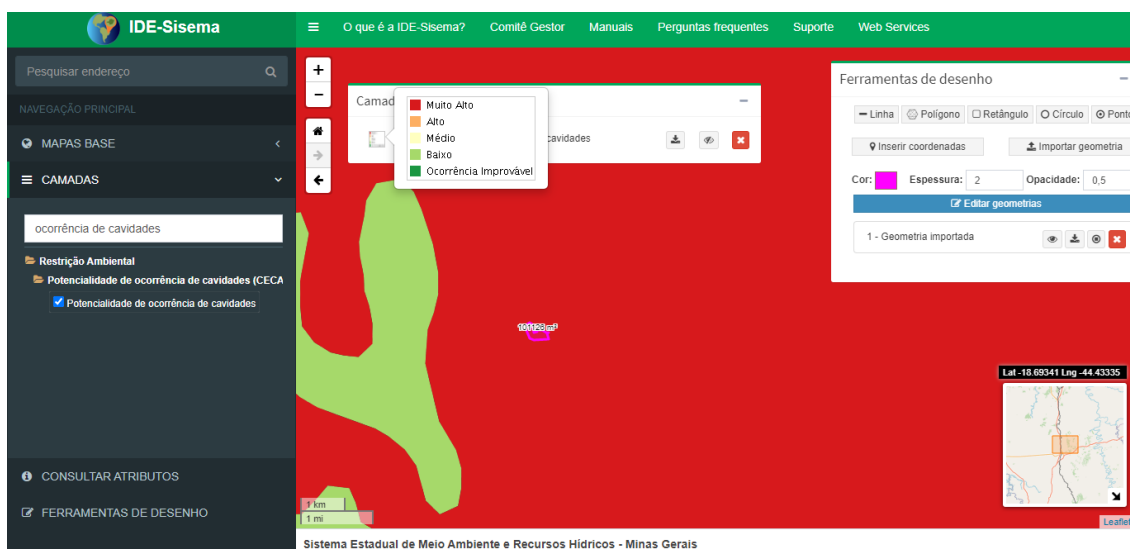 IDE-Sisema
O que é a IDE-Sisema? Comitê Gestor Manuais Perguntas frequentes Suporte Web Services
Pesquisar endereço
NAVEGAÇÃO PRINCIPAL
MAPAS BASE
CAMADAS
ocorrência de cavidades
Restrição Ambiental
Potencialidade de ocorrência de cavidades (CECA
Potencialidade de ocorrência de cavidades
CONSULTAR ATRIBUTOS
FERRAMENTAS DE DESENHO
+
−
Camad
cavidades
Muito Alto
Alto
Médio
Baixo
Ocorrência Improvável
Ferramentas de desenho
Linha Polígono Retângulo Círculo Ponto
Inserir coordenadas Importar geometria
Cor: Espessura: 2 Opacidade: 0,5
Editar geometrias
1 - Geometria importada
101128 m²
Lat -18.69341 Lng -44.43335
1 km
1 mi
Leaflet
Sistema Estadual de Meio Ambiente e Recursos Hídricos - Minas Gerais